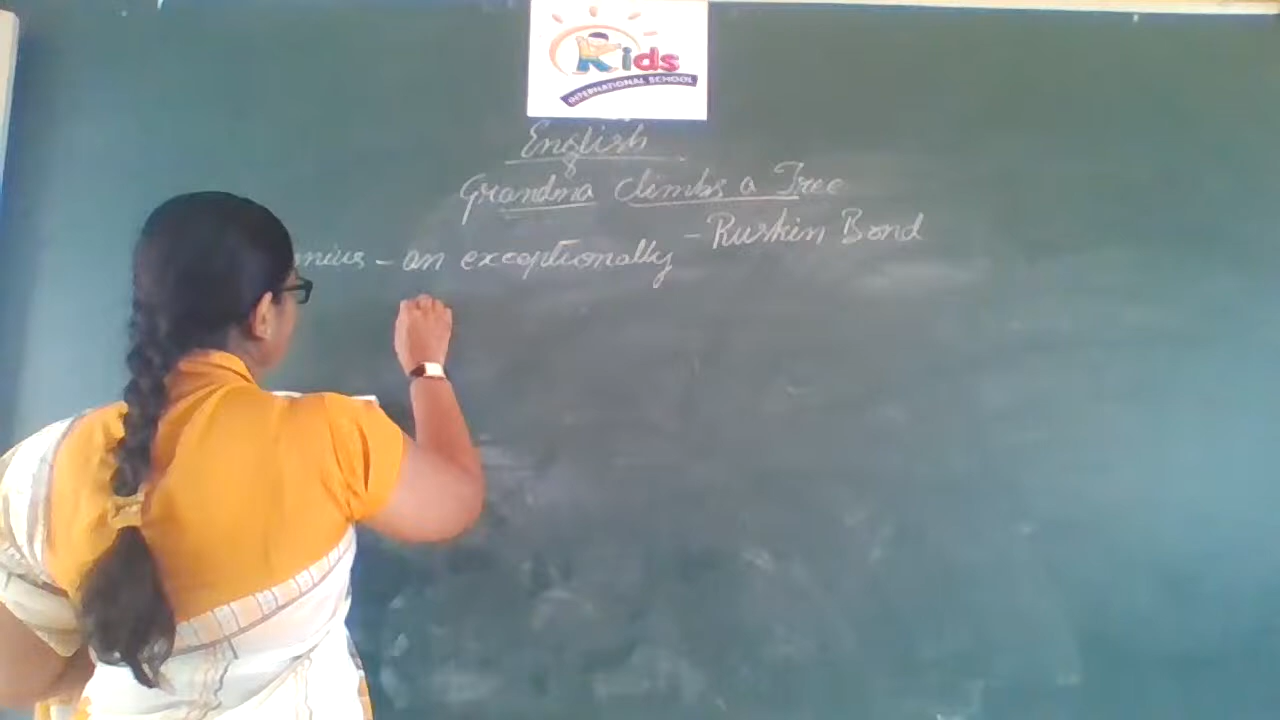 Kids
INTERNATIONAL SCHOOL
English
Grandma Climbs a Tree
- Ruskin Bond
nius - an exceptionally